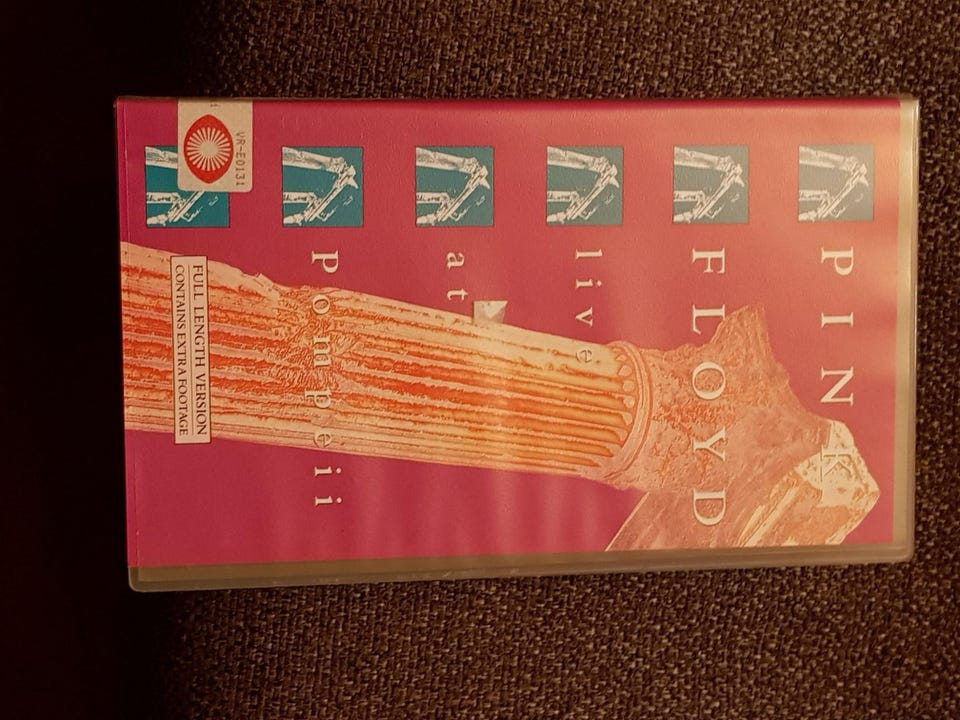 PINK
FLOYD
live
at
Pompeii
FULL LENGTH VERSION
CONTAINS EXTRA FOOTAGE
VR-E0131